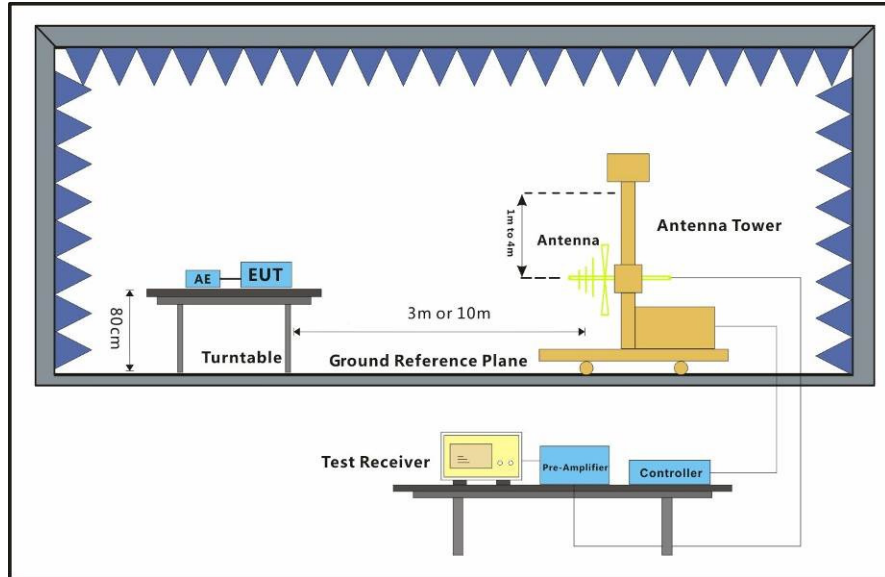 1m to 4m
Antenna
Antenna Tower
AE
EUT
80cm
3m or 10m
Turntable
Ground Reference Plane
Test Receiver
Pre-Amplifier
Controller